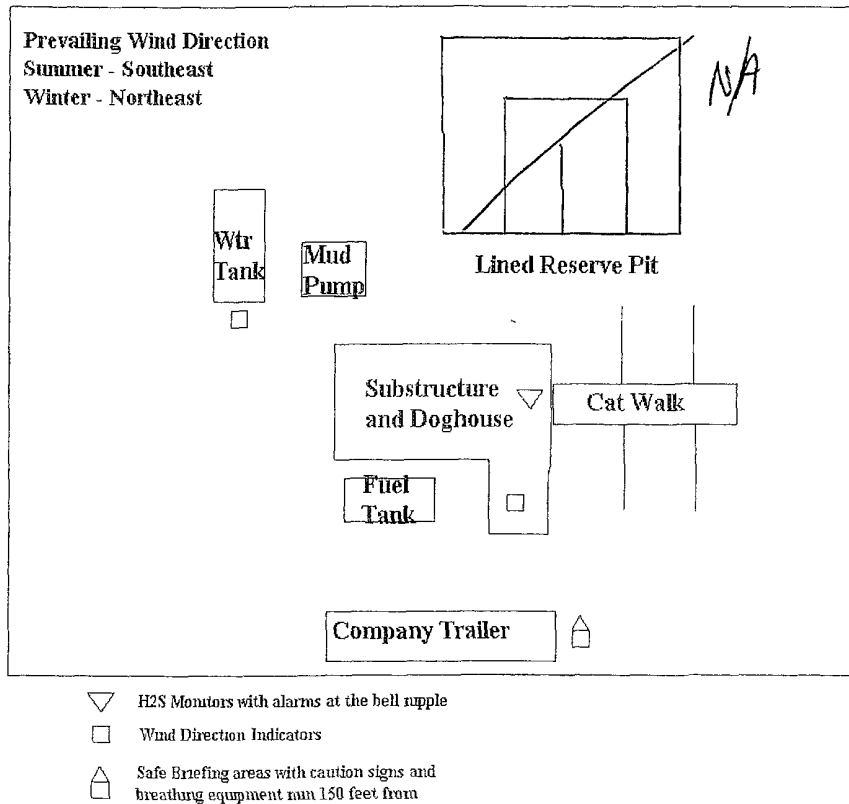 Prevailing Wind Direction
Summer - Southeast
Winter - Northeast
N/A
Wtr
Tank
Mud
Pump
Lined Reserve Pit
Substructure
and Doghouse
Cat Walk
Fuel
Tank
Company Trailer
H2S Monitors with alarms at the bell nipple
Wind Direction Indicators
Safe Briefing areas with caution signs and
breathing equipment min 150 feet from